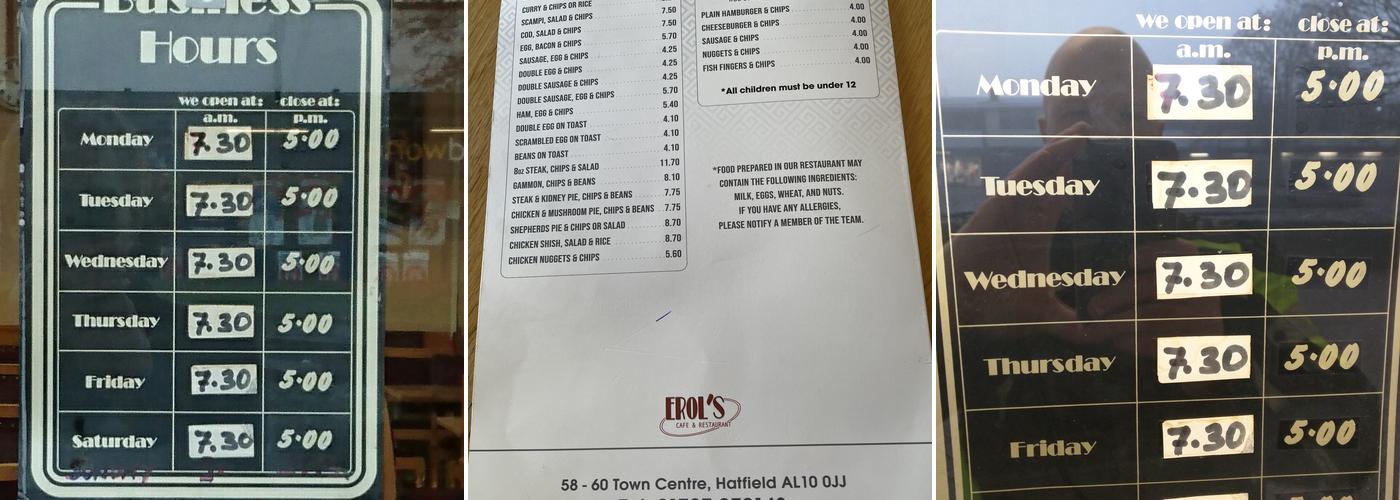 Business
Hours
we open at: close at:
a.m. p.m.
Monday 7.30 5·00
Tuesday 7.30 5·00
Wednesday 7.30 5·00
Thursday 7.30 5·00
Friday 7.30 5·00
Saturday 7.30 5·00
CURRY & CHIPS OR RICE
SCAMPI, SALAD & CHIPS 7.50
COD, SALAD & CHIPS 7.50
EGG, BACON & CHIPS 5.70
SAUSAGE, EGG & CHIPS 4.25
DOUBLE EGG & CHIPS 4.25
DOUBLE SAUSAGE & CHIPS 4.25
DOUBLE SAUSAGE, EGG & CHIPS 5.70
HAM, EGG & CHIPS 5.40
DOUBLE EGG ON TOAST 4.10
SCRAMBLED EGG ON TOAST 4.10
BEANS ON TOAST 4.10
8oz STEAK, CHIPS & SALAD 11.70
GAMMON, CHIPS & BEANS 8.10
STEAK & KIDNEY PIE, CHIPS & BEANS 7.75
CHICKEN & MUSHROOM PIE, CHIPS & BEANS 7.75
SHEPHERDS PIE & CHIPS OR SALAD 8.70
CHICKEN SHISH, SALAD & RICE 8.70
CHICKEN NUGGETS & CHIPS 5.60
PLAIN HAMBURGER & CHIPS 4.00
CHEESEBURGER & CHIPS 4.00
SAUSAGE & CHIPS 4.00
NUGGETS & CHIPS 4.00
FISH FINGERS & CHIPS 4.00
*All children must be under 12
*FOOD PREPARED IN OUR RESTAURANT MAY
CONTAIN THE FOLLOWING INGREDIENTS:
MILK, EGGS, WHEAT, AND NUTS.
IF YOU HAVE ANY ALLERGIES,
PLEASE NOTIFY A MEMBER OF THE TEAM.
EROL'S
CAFE & RESTAURANT
58 - 60 Town Centre, Hatfield AL10 0JJ
we open at: close at:
a.m. p.m.
Monday 7.30 5·00
Tuesday 7.30 5·00
Wednesday 7.30 5·00
Thursday 7.30 5·00
Friday 7.30 5·00